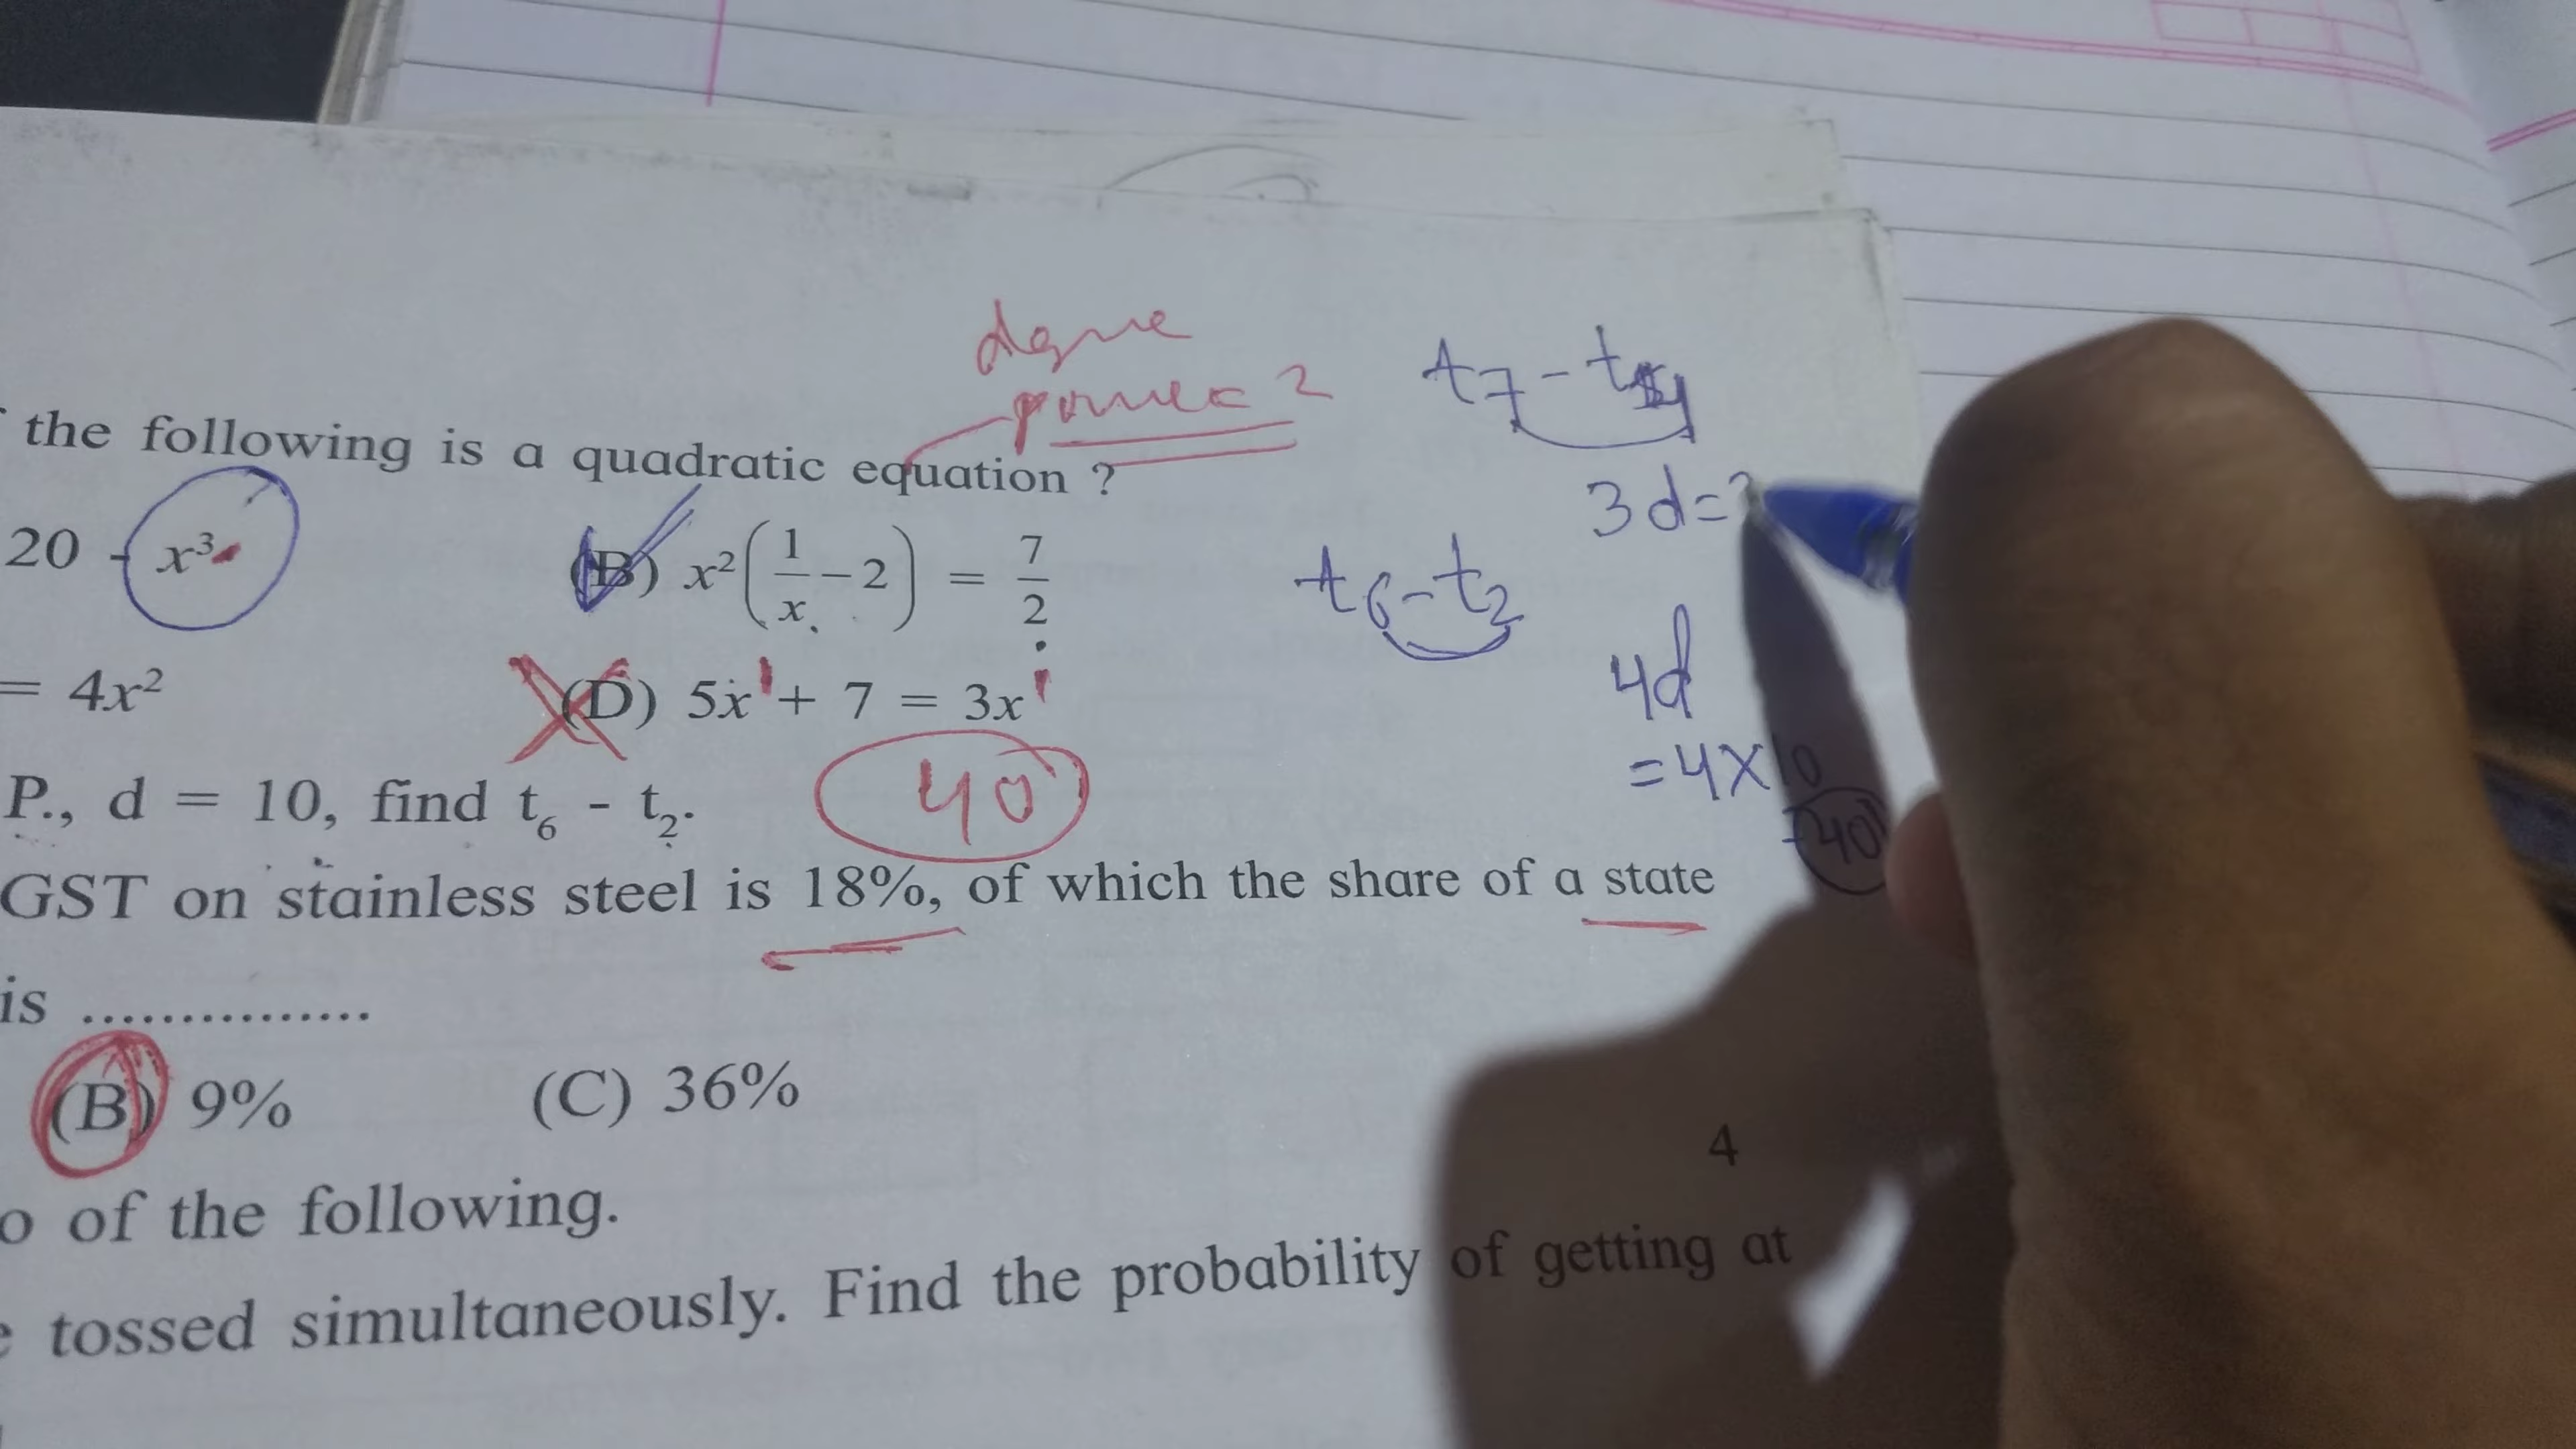 degree
power = 2
the following is a quadratic equation ?
20 - x³
(B) x²(1/x - 2) = 7/2
= 4x²
(D) 5x¹ + 7 = 3x¹
P., d = 10, find t₆ - t₂.
40
GST on stainless steel is 18%, of which the share of a state
is ...............
(B) 9%
(C) 36%
4
o of the following.
tossed simultaneously. Find the probability of getting at
t₇ - t₄
3d=
t₆ - t₂
4d
= 4x10
= 40